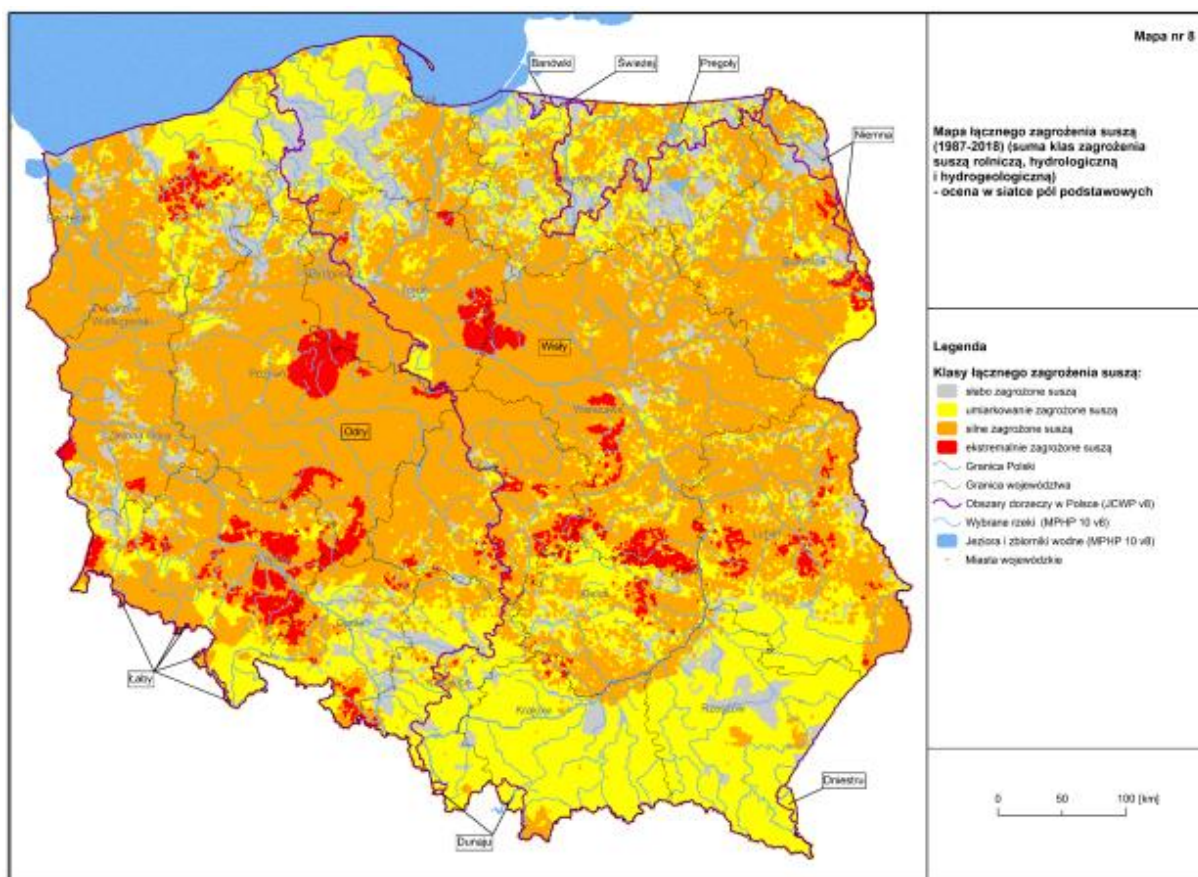 Mapa nr 8
Mapa łącznego zagrożenia suszą
(1987-2018) (suma klas zagrożenia
suszą rolniczą, hydrologiczną
i hydrogeologiczną)
- ocena w siatce pól podstawowych
Banówki
Świeżej
Pregoły
Niemna
Wisły
Odry
Łaby
Dunaju
Dniestru
Poznań
Warszawa
Kraków
Rzeszów
Opole
Legenda
Klasy łącznego zagrożenia suszą:
słabo zagrożone suszą
umiarkowanie zagrożone suszą
silne zagrożone suszą
ekstremalnie zagrożone suszą
Granica Polski
Granica województwa
Obszary dorzeczy w Polsce (JCWP v8)
Wybrane rzeki (MPHP 10 v8)
Jeziora i zbiorniki wodne (MPHP 10 v8)
Miasta wojewódzkie
0 50 100 [km]